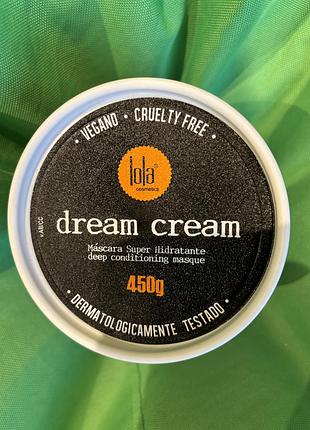 VEGANO • CRUELTY FREE •
lola®
cosmetics
dream cream
Máscara Super Hidratante
deep conditioning masque
450g
• DERMATOLOGICAMENTE TESTADO •